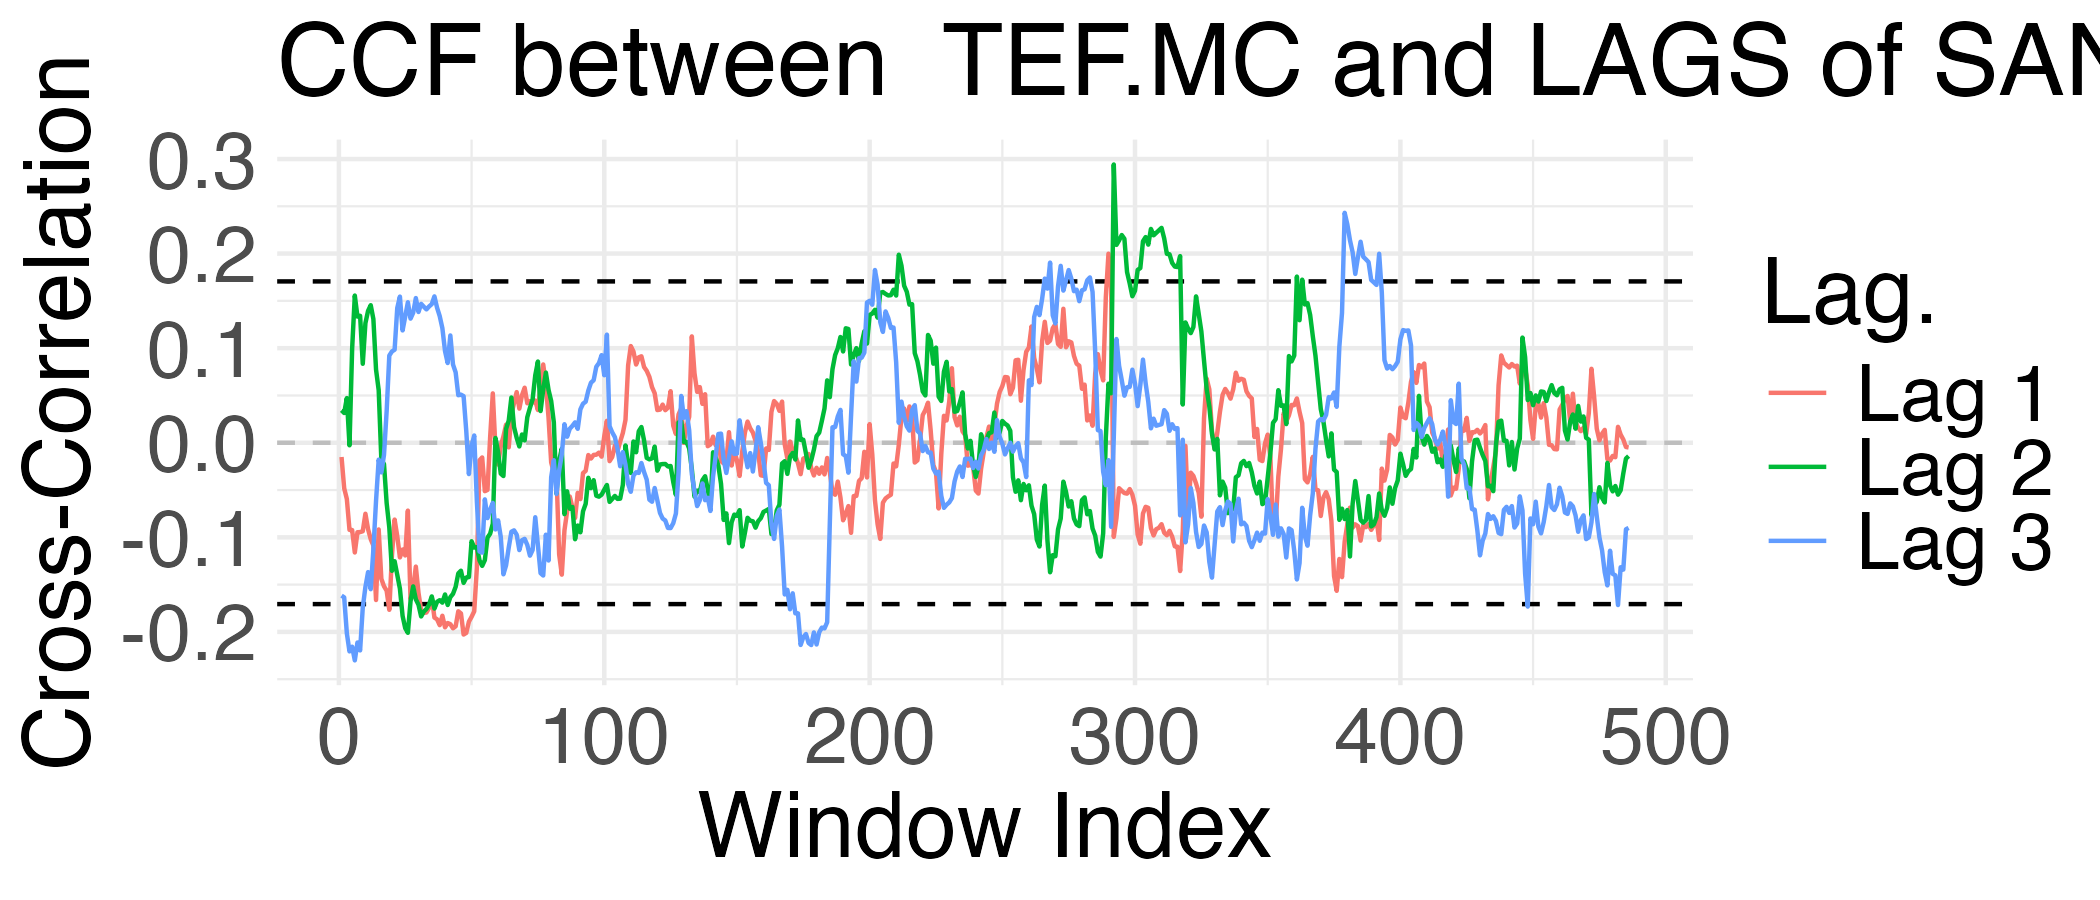 CCF between TEF.MC and LAGS of SAN
Cross-Correlation
0.3
0.2
0.1
0.0
-0.1
-0.2
0
100
200
300
400
500
Window Index
Lag.
Lag 1
Lag 2
Lag 3